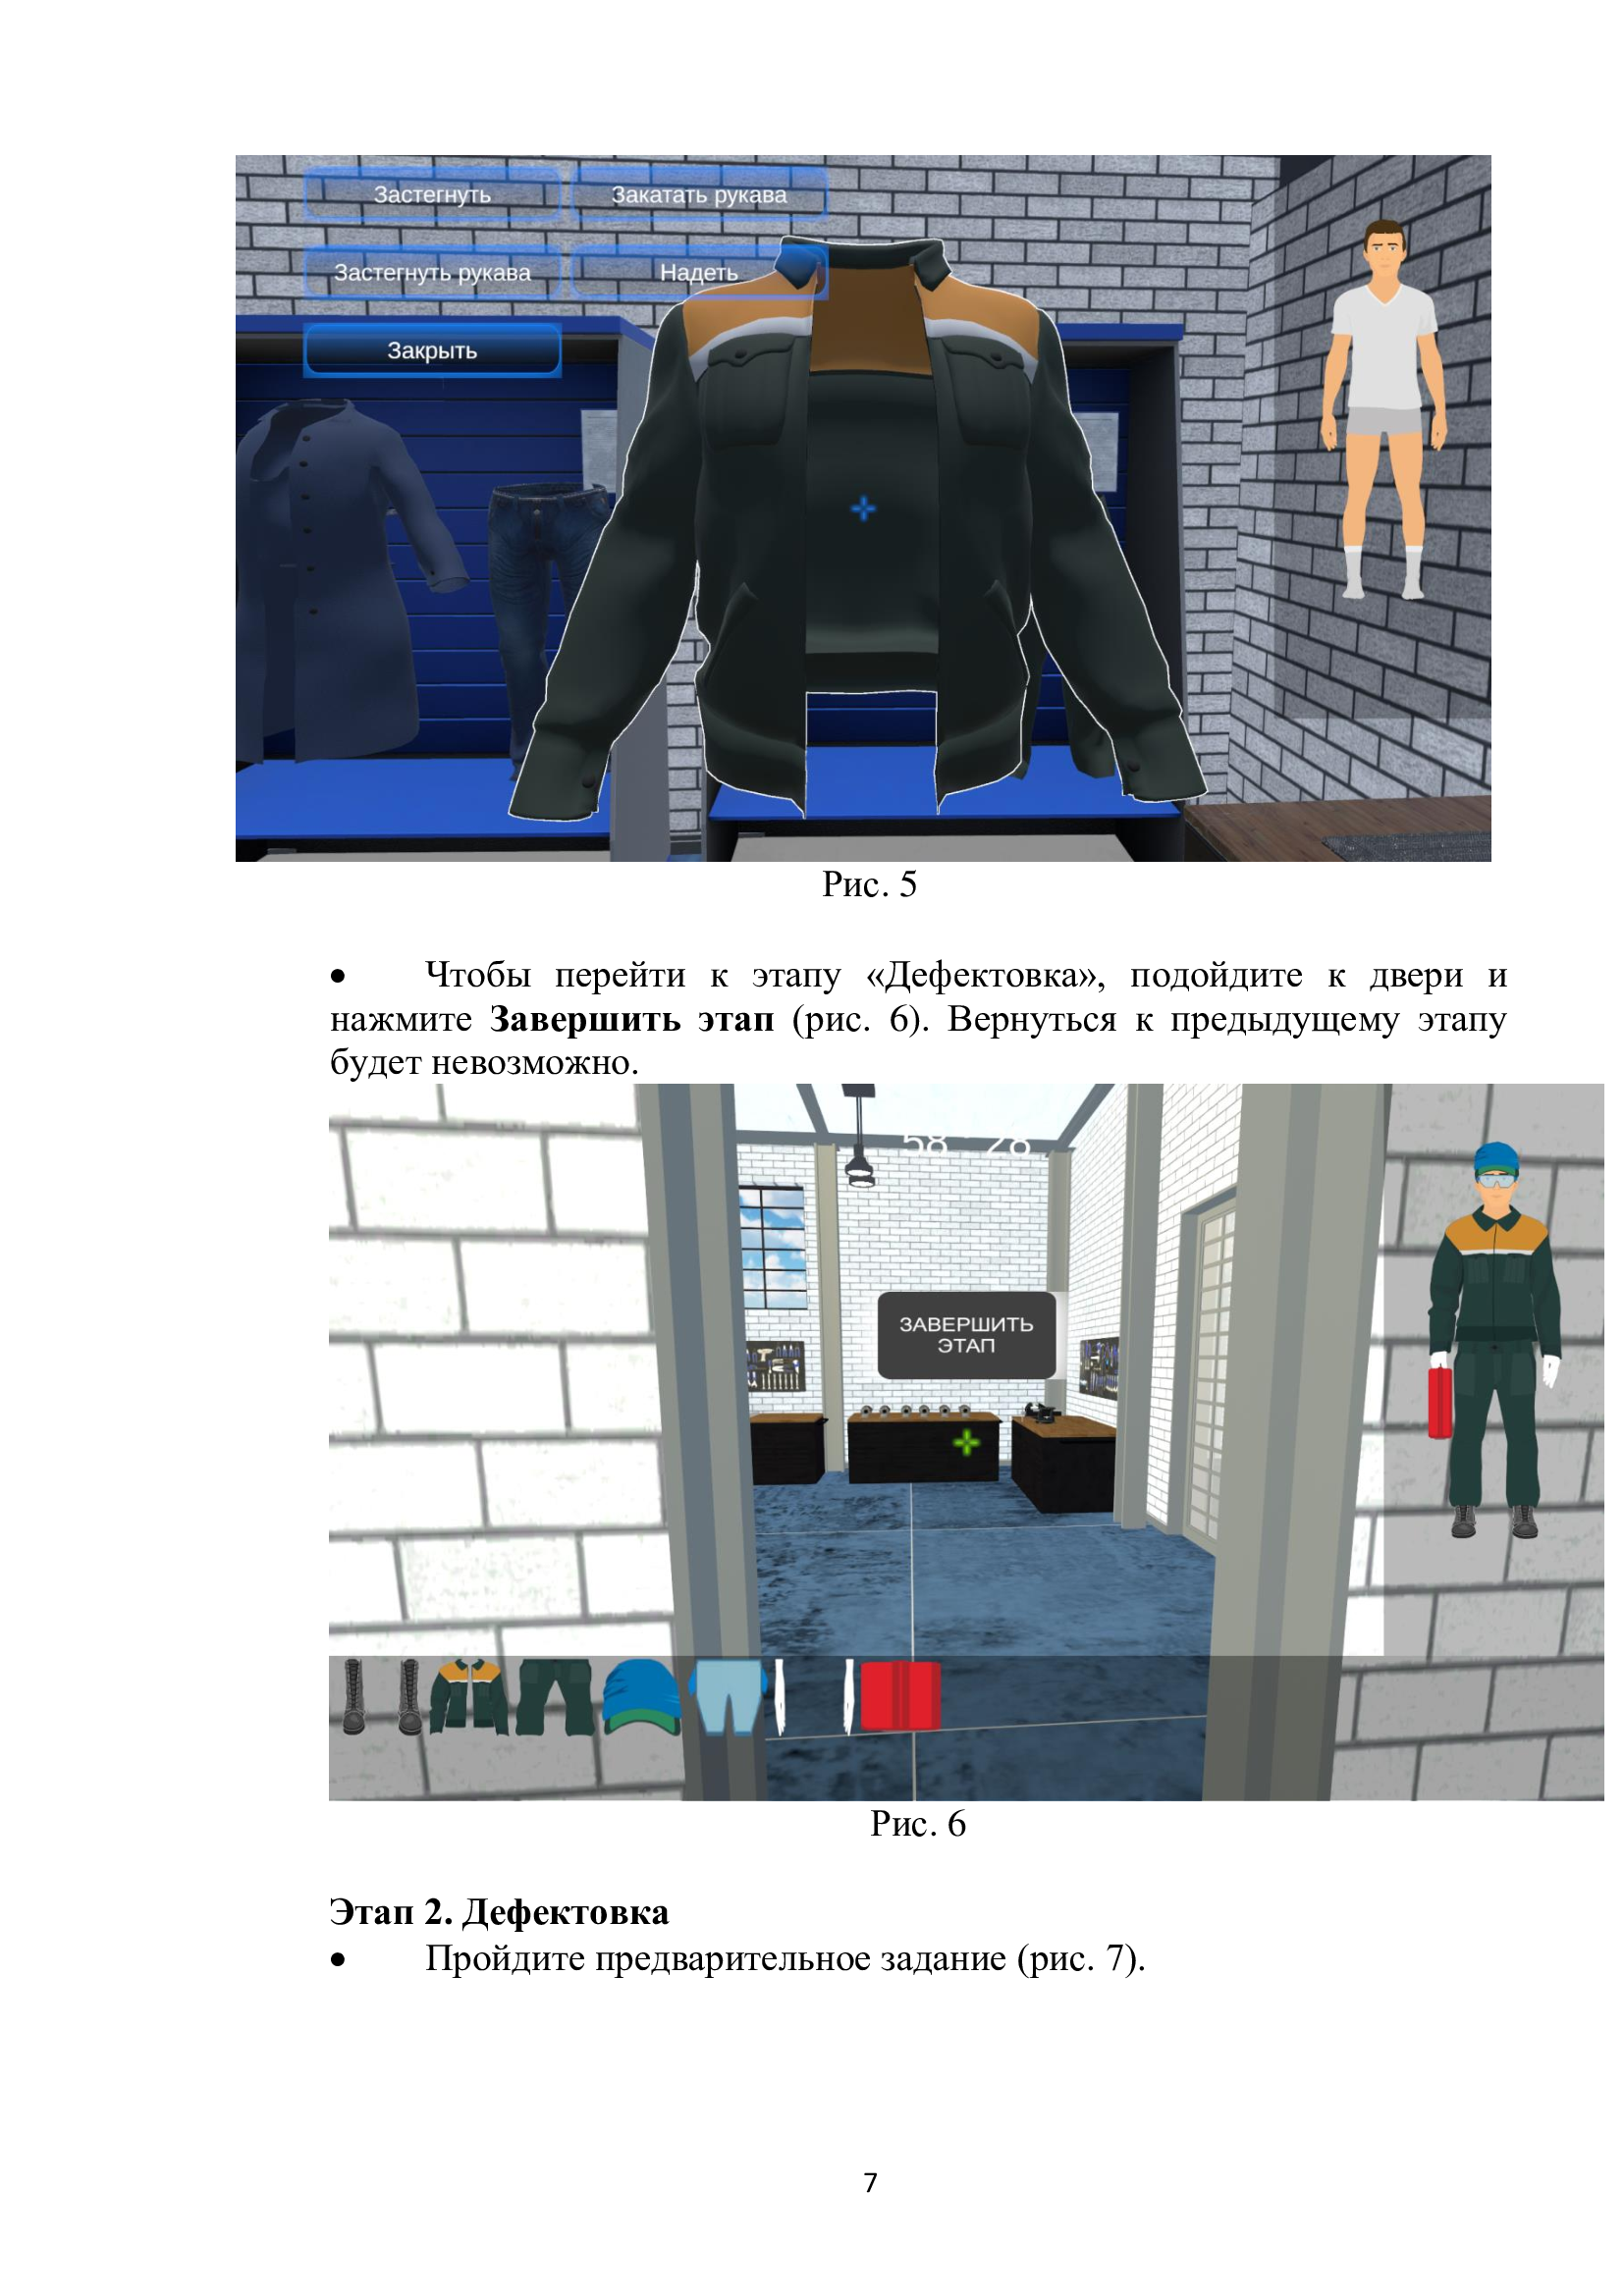 Застегнуть Закатать рукава
Застегнуть рукава Надеть
Закрыть
Рис. 5
• Чтобы перейти к этапу «Дефектовка», подойдите к двери и
нажмите Завершить этап (рис. 6). Вернуться к предыдущему этапу
будет невозможно.
58 28
ЗАВЕРШИТЬ
ЭТАП
Рис. 6
Этап 2. Дефектовка
• Пройдите предварительное задание (рис. 7).
7